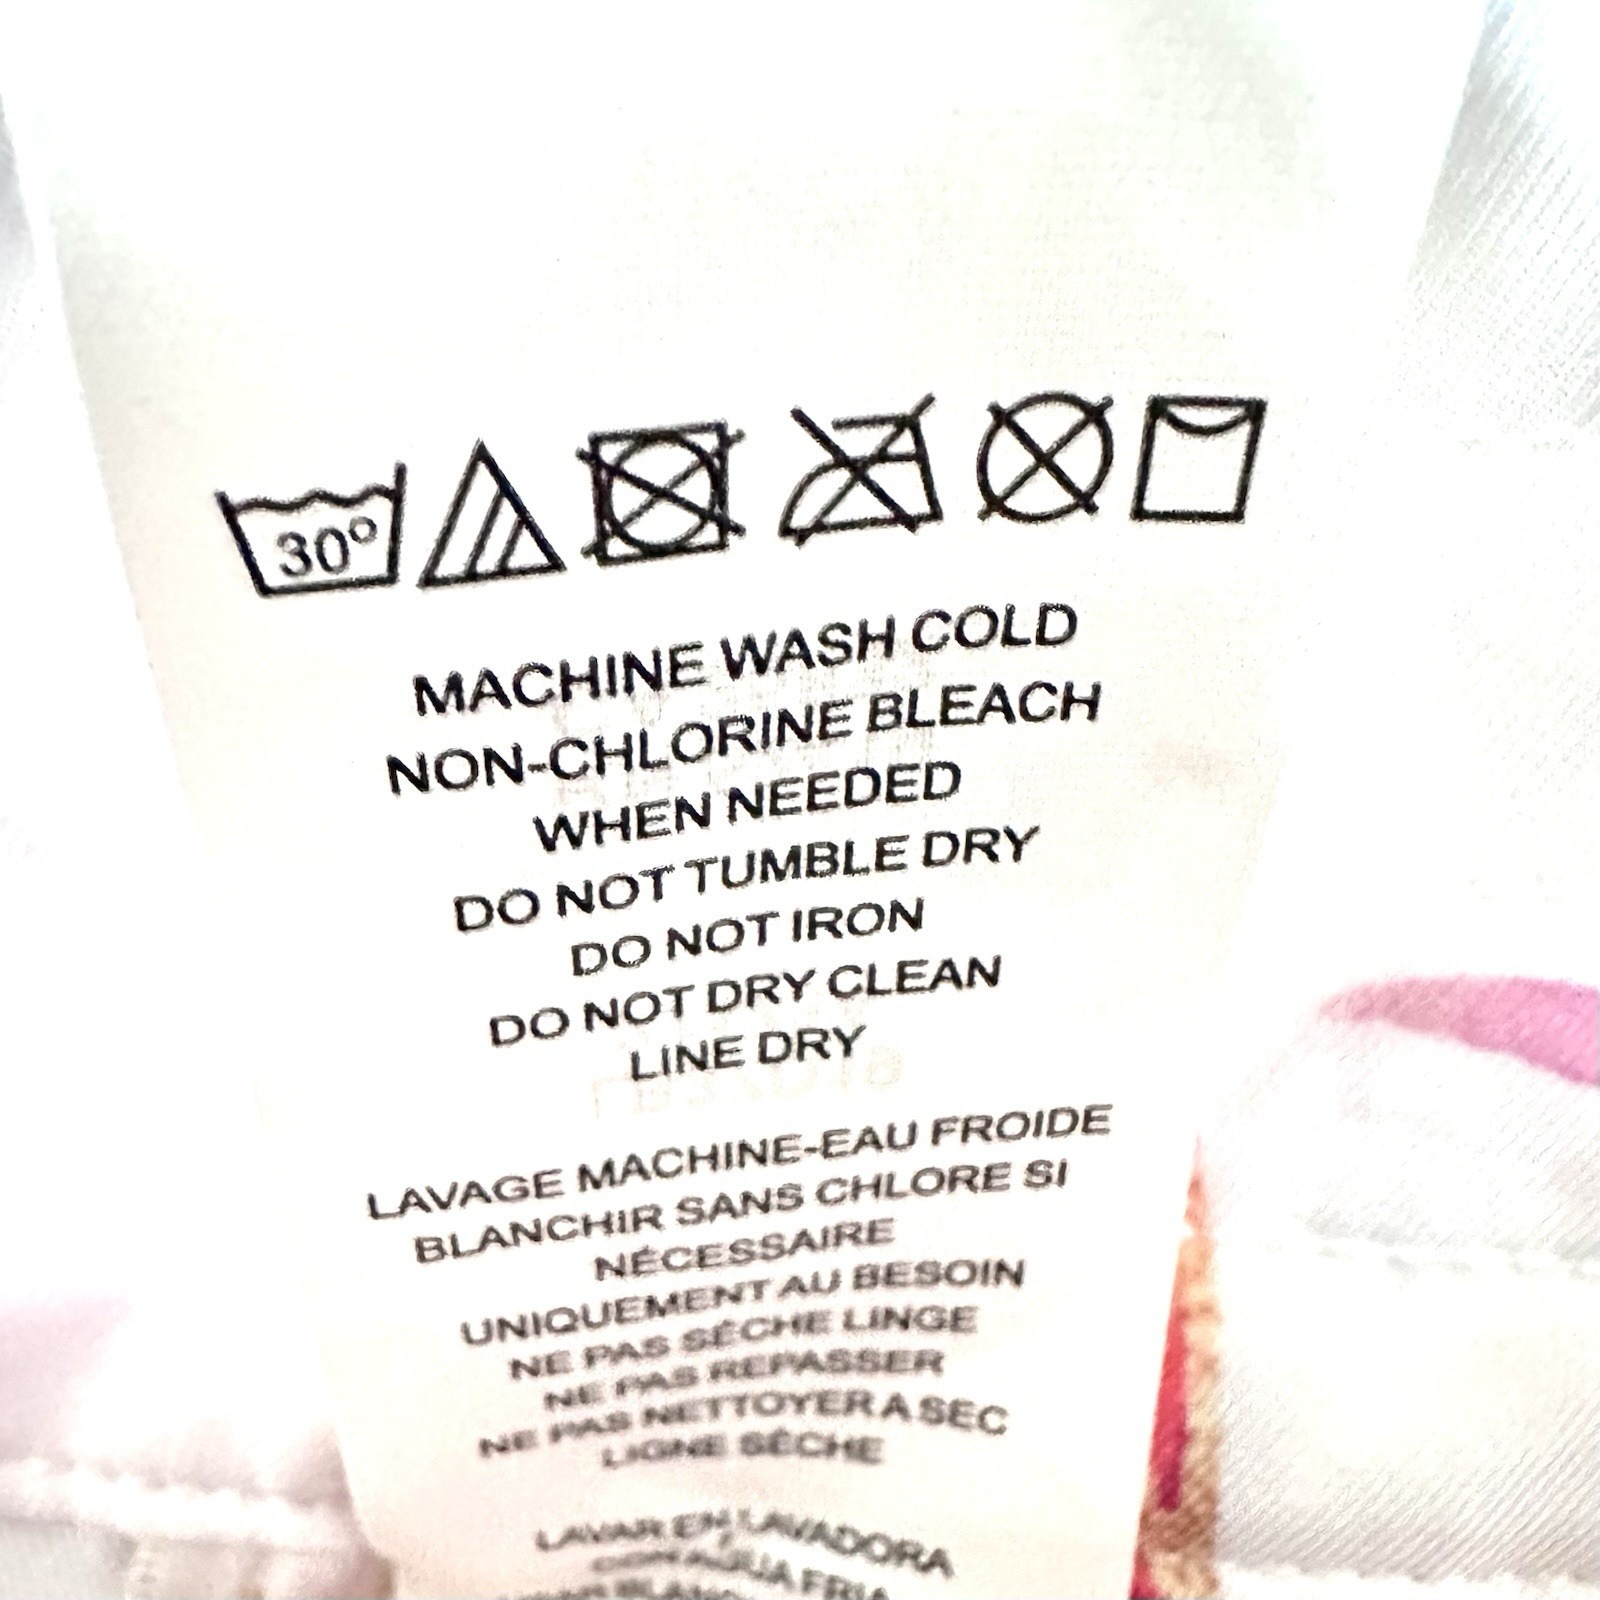 30°
MACHINE WASH COLD
NON-CHLORINE BLEACH
WHEN NEEDED
DO NOT TUMBLE DRY
DO NOT IRON
DO NOT DRY CLEAN
LINE DRY
LAVAGE MACHINE-EAU FROIDE
BLANCHIR SANS CHLORE SI
NÉCESSAIRE
UNIQUEMENT AU BESOIN
NE PAS SÉCHE LINGE
NE PAS REPASSER
NE PAS NETTOYER A SEC
LIGNE SÉCHE
LAVAR EN LAVADORA
CON AGUA FRIA